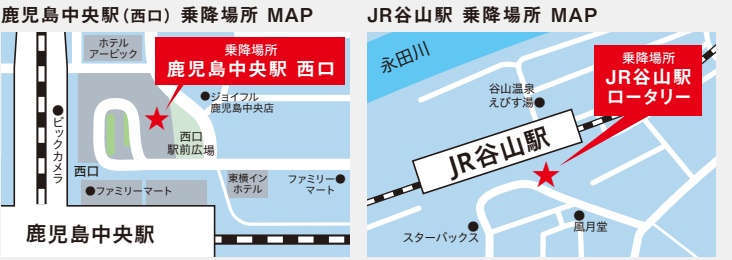 鹿児島中央駅(西口) 乗降場所 MAP
ホテル
アービック
乗降場所
鹿児島中央駅 西口
ジョイフル
鹿児島中央店
ビックカメラ
西口
駅前広場
西口
ファミリーマート
東横イン
ホテル
ファミリー
マート
鹿児島中央駅
JR谷山駅 乗降場所 MAP
永田川
乗降場所
JR谷山駅
ロータリー
谷山温泉
えびす湯
JR谷山駅
スターバックス
風月堂